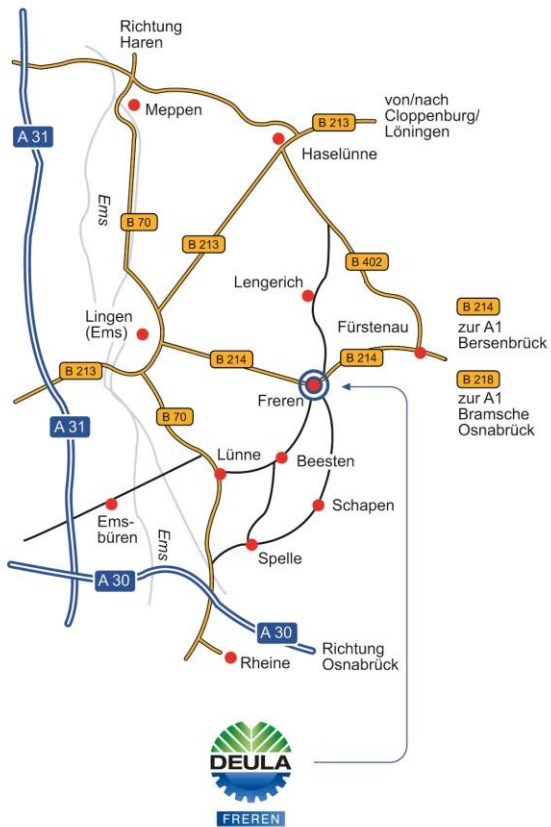 Richtung
Haren
Meppen
von/nach
Cloppenburg/
Löningen
B 213
A 31
Haselünne
Ems
B 70
B 213
B 402
Lengerich
B 214
zur A1
Bersenbrück
Lingen
(Ems)
Fürstenau
B 214
B 214
B 213
B 218
zur A1
Bramsche
Osnabrück
Freren
B 70
A 31
Lünne
Beesten
Schapen
Ems-
büren
Ems
Spelle
A 30
A 30
Richtung
Osnabrück
Rheine
DEULA
FREREN